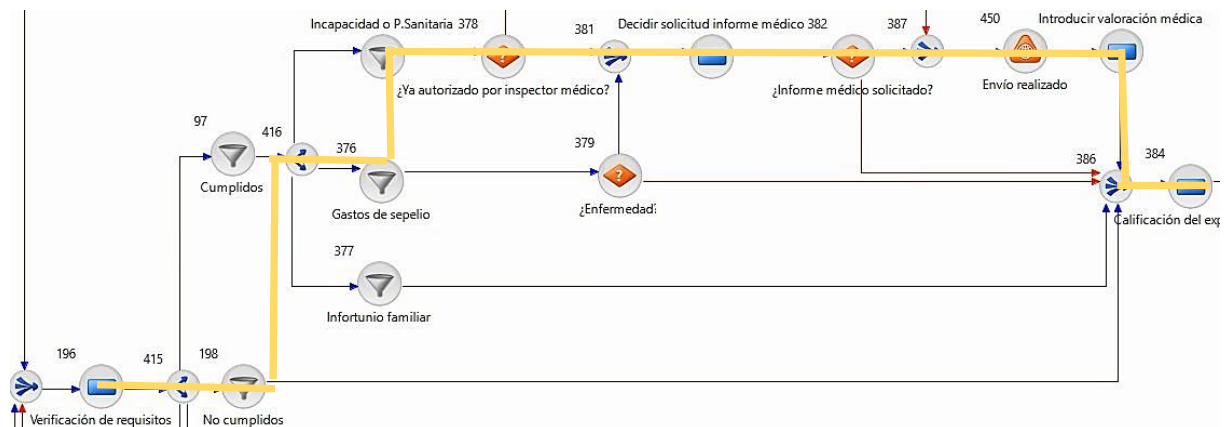 Incapacidad o P.Sanitaria 378
381
Decidir solicitud informe médico 382
387
450
Introducir valoración médica
¿Ya autorizado por inspector médico?
¿Informe médico solicitado?
Envío realizado
97
416
376
379
386
384
Cumplidos
Gastos de sepelio
¿Enfermedad?
Calificación del exp
377
Infortunio familiar
196
415
198
Verificación de requisitos
No cumplidos